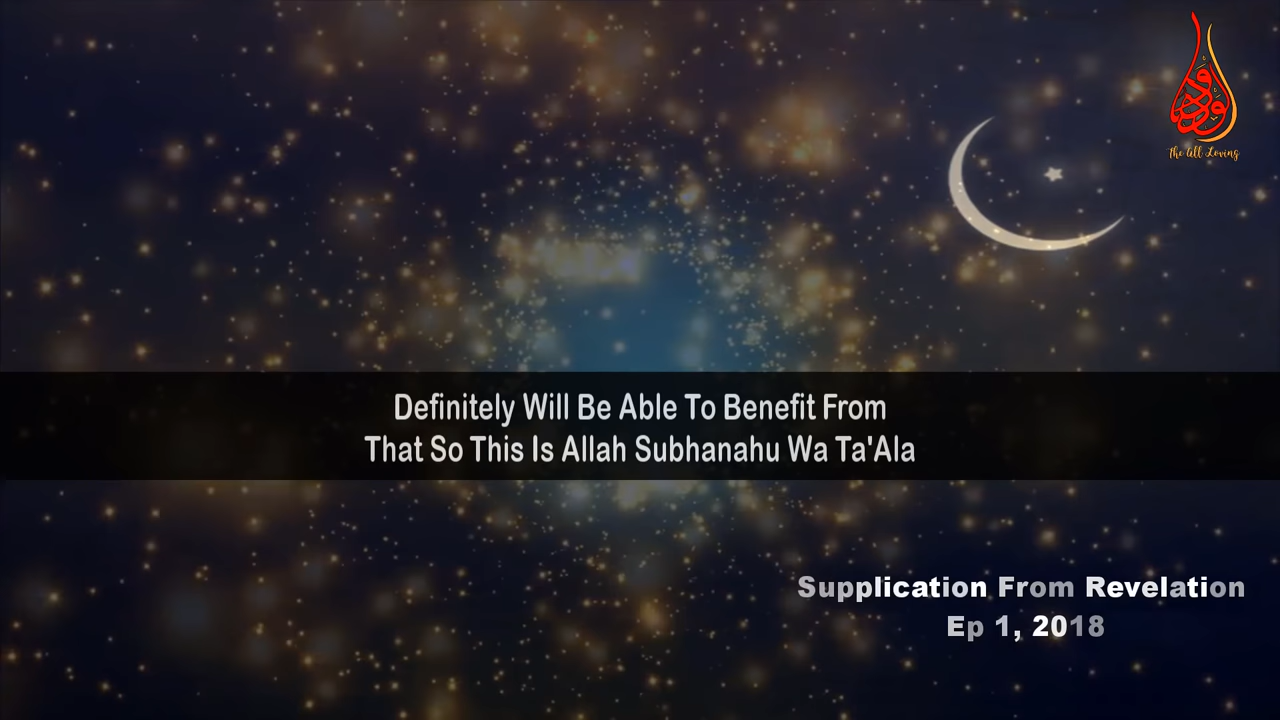 الودود
The All Loving
Definitely Will Be Able To Benefit From
That So This Is Allah Subhanahu Wa Ta'Ala
Supplication From Revelation
Ep 1, 2018